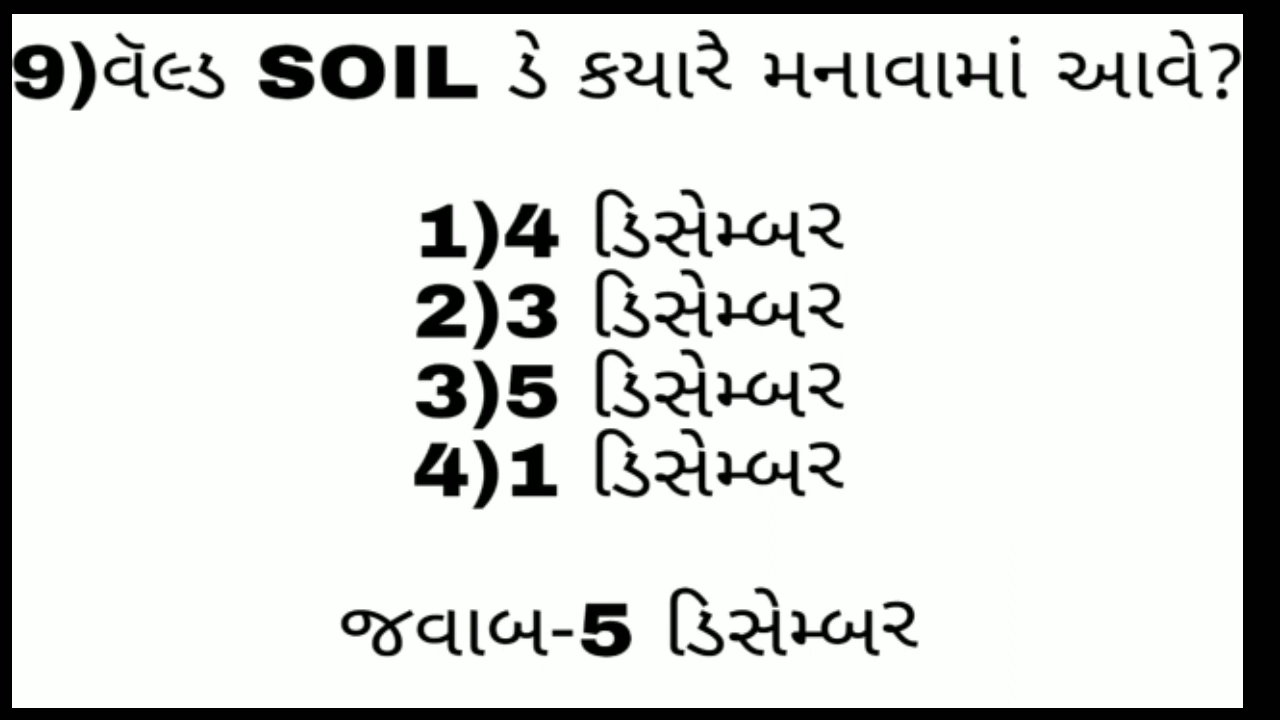 9)વૅલ્ડ SOIL ડે કયારે મનાવામાં આવે?
1)4 ડિસેમ્બર
2)3 ડિસેમ્બર
3)5 ડિસેમ્બર
4)1 ડિસેમ્બર
જવાબ-5 ડિસેમ્બર